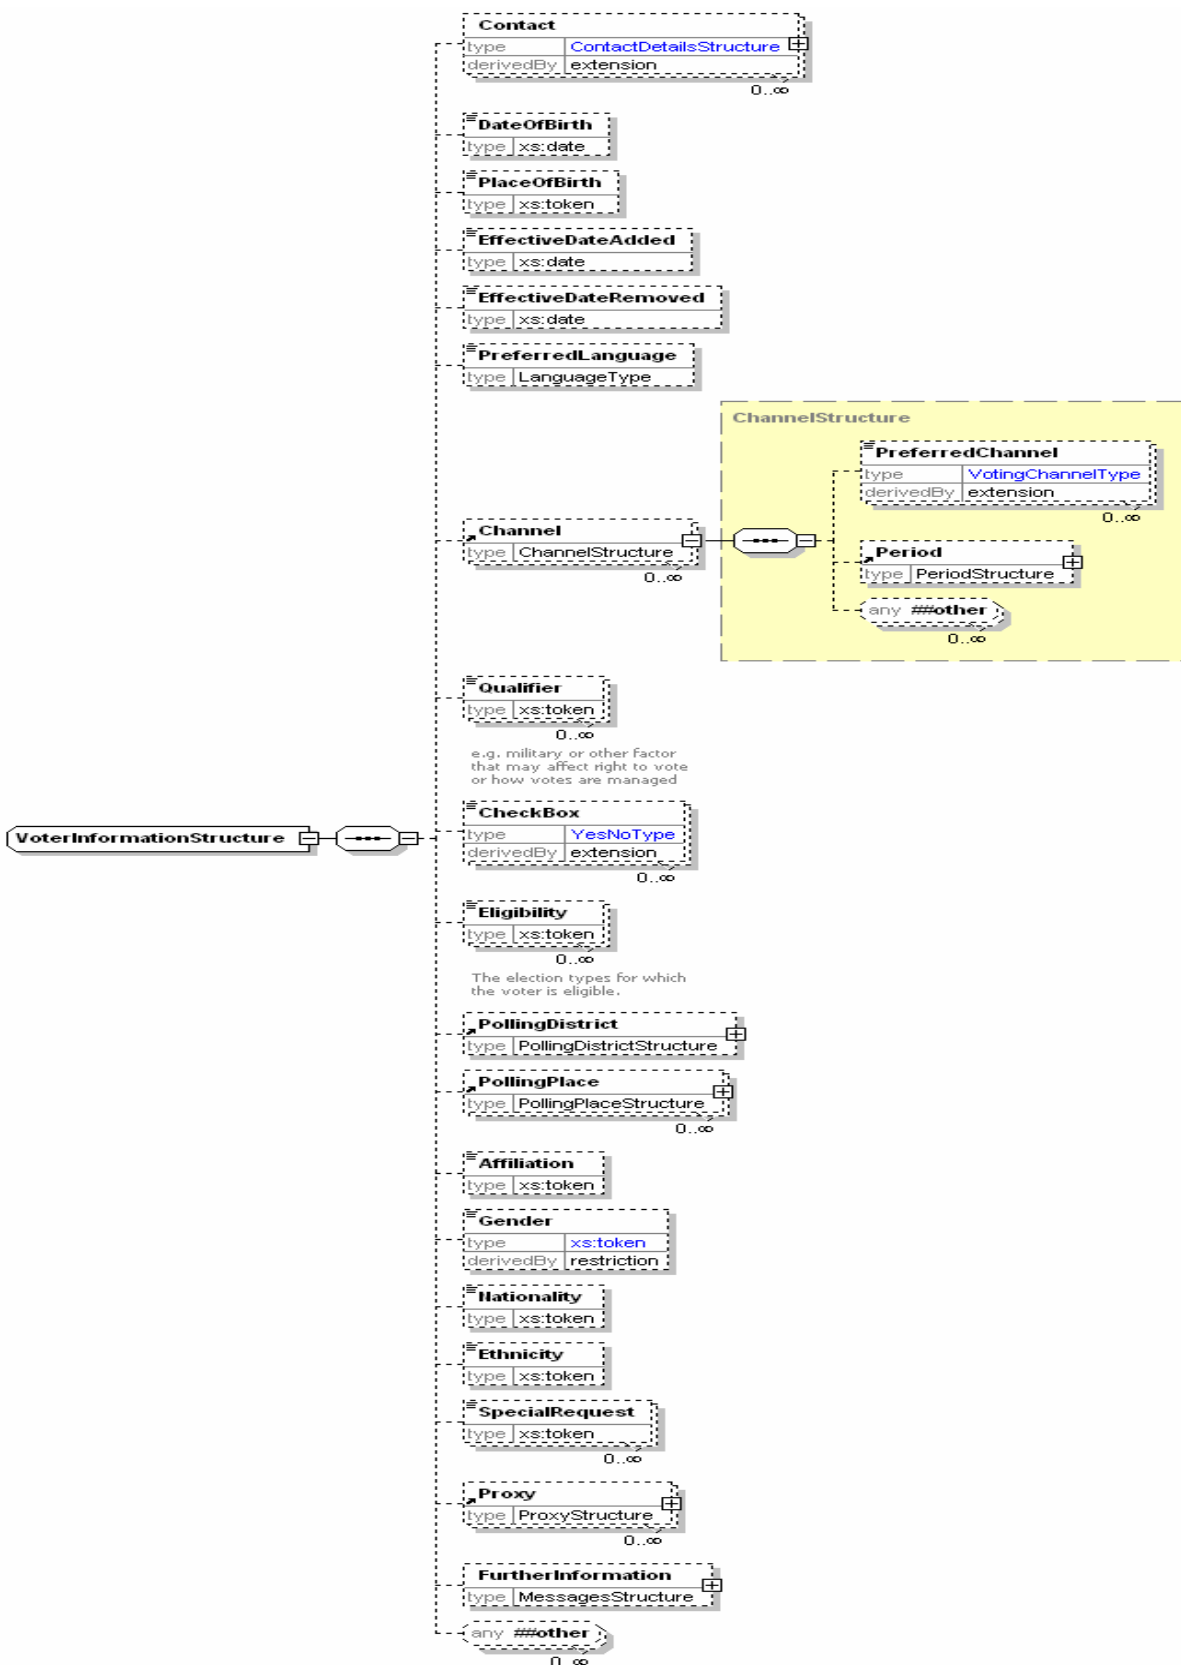 Contact
type ContactDetailsStructure
derivedBy extension
0..∞
DateOfBirth
type xs:date
PlaceOfBirth
type xs:token
EffectiveDateAdded
type xs:date
EffectiveDateRemoved
type xs:date
PreferredLanguage
type LanguageType
ChannelStructure
PreferredChannel
type VotingChannelType
derivedBy extension
0..∞
Channel
type ChannelStructure
0..∞
Period
type PeriodStructure
any ##other
0..∞
Qualifier
type xs:token
0..∞
e.g. military or other factor
that may affect right to vote
or how votes are managed
VoterInformationStructure
CheckBox
type YesNoType
derivedBy extension
0..∞
Eligibility
type xs:token
0..∞
The election types for which
the voter is eligible.
PollingDistrict
type PollingDistrictStructure
PollingPlace
type PollingPlaceStructure
0..∞
Affiliation
type xs:token
Gender
type xs:token
derivedBy restriction
Nationality
type xs:token
Ethnicity
type xs:token
SpecialRequest
type xs:token
0..∞
Proxy
type ProxyStructure
0..∞
FurtherInformation
type MessagesStructure
any ##other
0..∞